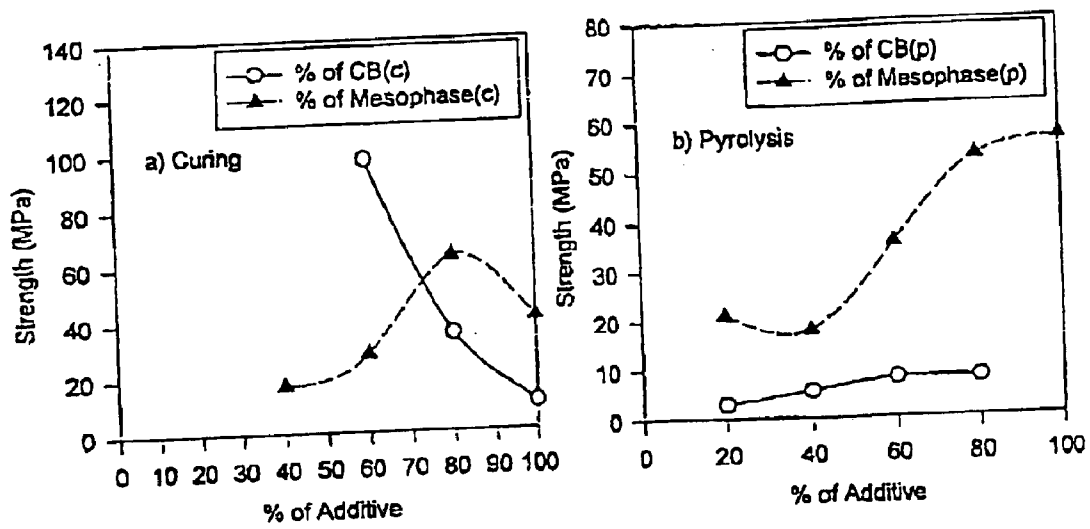 140
120
100
80
60
40
20
0
Strength (MPa)
% of CB(c)
% of Mesophase(c)
a) Curing
0 10 20 30 40 50 60 70 80 90 100
% of Additive
80
70
60
50
40
30
20
10
0
Strength (MPa)
% of CB(p)
% of Mesophase(p)
b) Pyrolysis
0 20 40 60 80 100
% of Additive